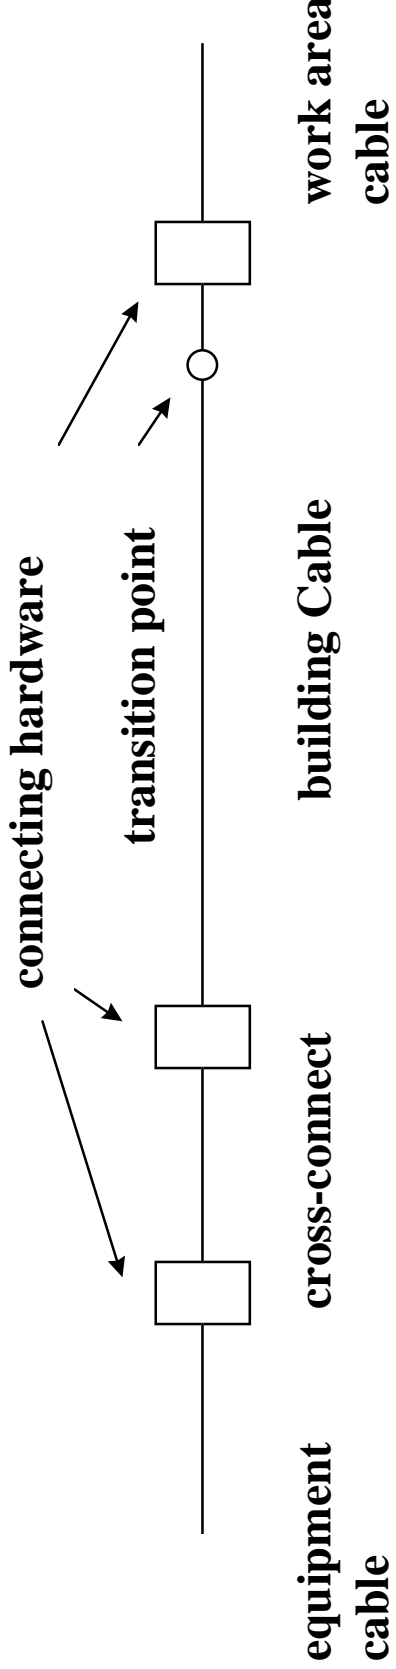 connecting hardware
transition point
equipment
cable
cross-connect
building Cable
work area
cable